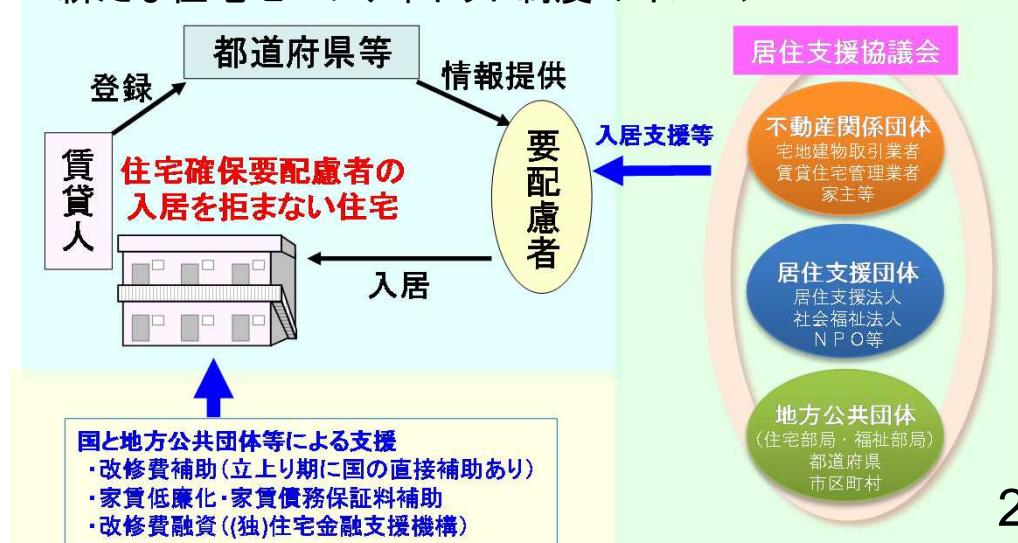 都道府県等
登録
情報提供
賃貸人
住宅確保要配慮者の
入居を拒まない住宅
要配慮者
入居
入居支援等
居住支援協議会
不動産関係団体
宅地建物取引業者
賃貸住宅管理業者
家主等
居住支援団体
居住支援法人
社会福祉法人
NPO等
地方公共団体
(住宅部局・福祉部局)
都道府県
市区町村
国と地方公共団体等による支援
・改修費補助(立上り期に国の直接補助あり)
・家賃低廉化・家賃債務保証料補助
・改修費融資((独)住宅金融支援機構)
2